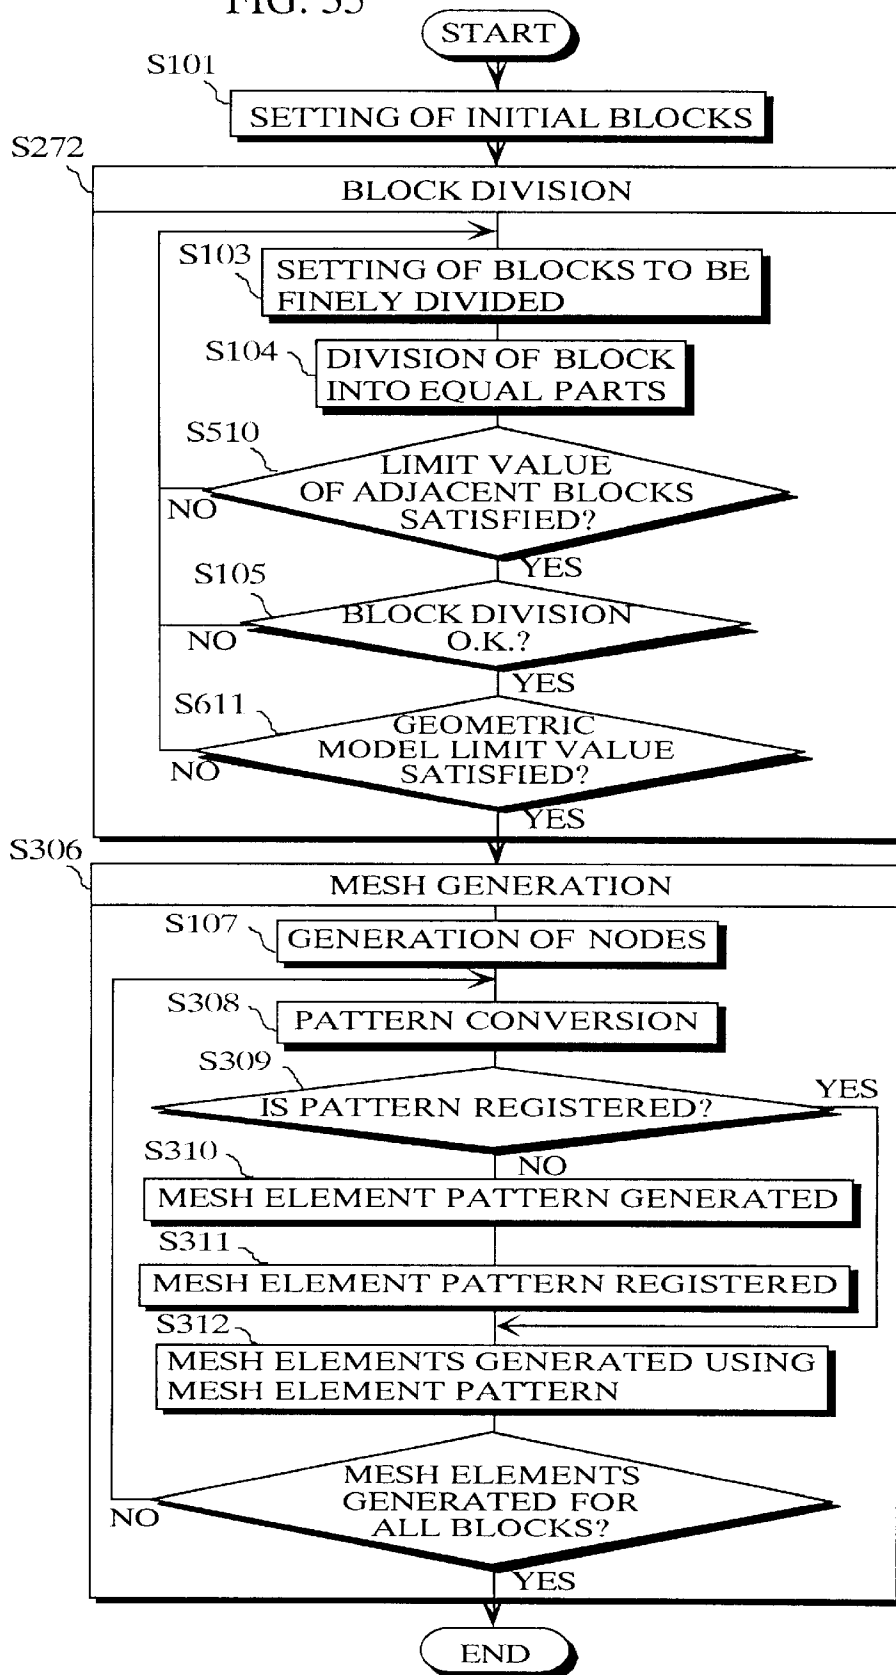 FIG. 35
START
S101
SETTING OF INITIAL BLOCKS
S272
BLOCK DIVISION
S103
SETTING OF BLOCKS TO BE
FINELY DIVIDED
S104
DIVISION OF BLOCK
INTO EQUAL PARTS
S510
LIMIT VALUE
OF ADJACENT BLOCKS
SATISFIED?
NO
YES
S105
BLOCK DIVISION
O.K.?
NO
YES
S611
GEOMETRIC
MODEL LIMIT VALUE
SATISFIED?
NO
YES
S306
MESH GENERATION
S107
GENERATION OF NODES
S308
PATTERN CONVERSION
S309
IS PATTERN REGISTERED?
YES
NO
S310
MESH ELEMENT PATTERN GENERATED
S311
MESH ELEMENT PATTERN REGISTERED
S312
MESH ELEMENTS GENERATED USING
MESH ELEMENT PATTERN
MESH ELEMENTS
GENERATED FOR
ALL BLOCKS?
NO
YES
END